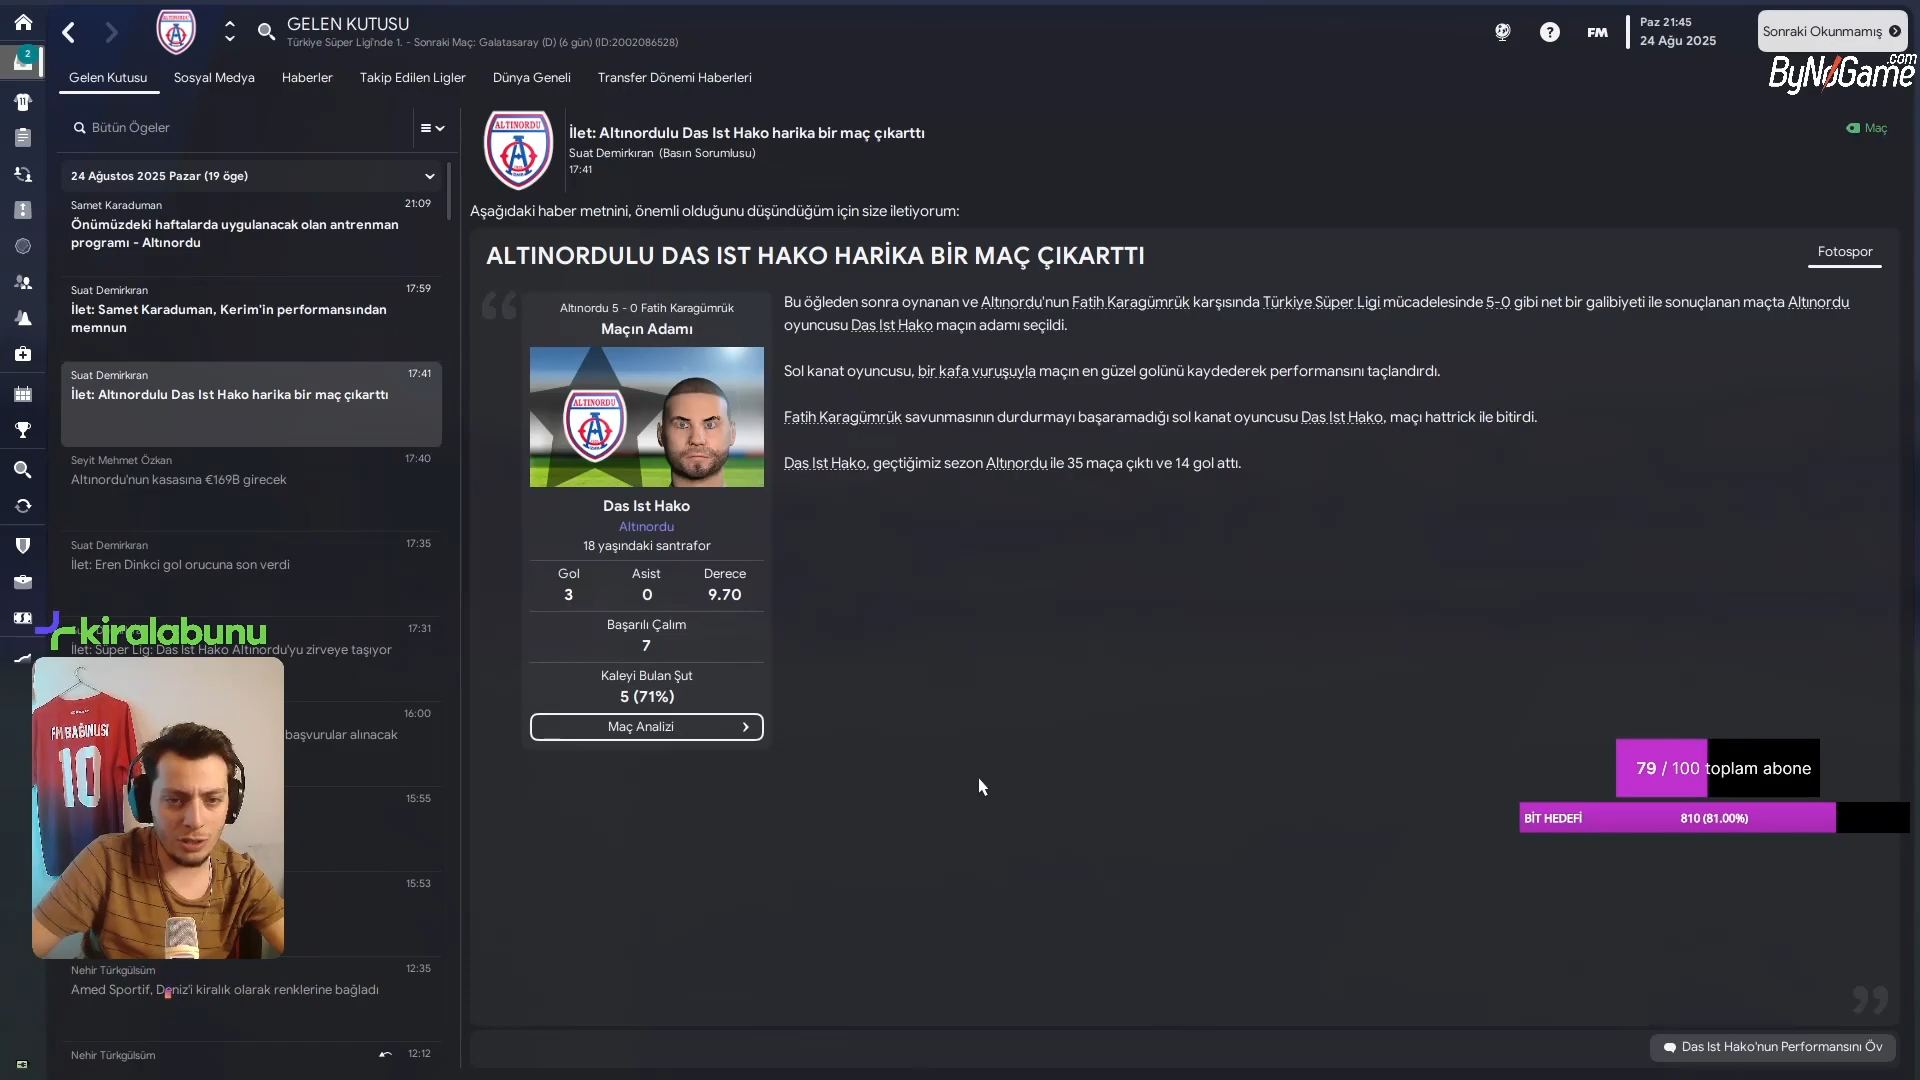 GELEN KUTUSU
Türkiye Süper Ligi'nde 1. - Sonraki Maç: Galatasaray (D) (6 gün) (ID:2002086528)
FM
Paz 21:45
24 Ağu 2025
Sonraki Okunmamış
ByNoGame.com
2
Gelen Kutusu
Sosyal Medya
Haberler
Takip Edilen Ligler
Dünya Geneli
Transfer Dönemi Haberleri
Bütün Ögeler
24 Ağustos 2025 Pazar (19 öge)
Samet Karaduman
21:09
Önümüzdeki haftalarda uygulanacak olan antrenman
programı - Altınordu
Suat Demirkıran
17:59
İlet: Samet Karaduman, Kerim'in performansından
memnun
Suat Demirkıran
17:41
İlet: Altınordulu Das Ist Hako harika bir maç çıkarttı
Seyit Mehmet Özkan
17:40
Altınordu'nun kasasına €169B girecek
Suat Demirkıran
17:35
İlet: Eren Dinkci gol orucuna son verdi
17:31
İlet: Süper Lig: Das Ist Hako Altınordu'yu zirveye taşıyor
kiralabunu
16:00
başvurular alınacak
15:55
15:53
FM BAĞINLISI
10
Nehir Türkgülsüm
12:35
Amed Sportif, Deniz'i kiralık olarak renklerine bağladı
Nehir Türkgülsüm
12:12
ALTINORDU
İlet: Altınordulu Das Ist Hako harika bir maç çıkarttı
Suat Demirkıran (Basın Sorumlusu)
17:41
Maç
Aşağıdaki haber metnini, önemli olduğunu düşündüğüm için size iletiyorum:
ALTINORDULU DAS IST HAKO HARİKA BİR MAÇ ÇIKARTTI
Fotospor
Altınordu 5 - 0 Fatih Karagümrük
Maçın Adamı
ALTINORDU
Das Ist Hako
Altınordu
18 yaşındaki santrafor
Gol Asist Derece
3 0 9.70
Başarılı Çalım
7
Kaleyi Bulan Şut
5 (71%)
Maç Analizi
Bu öğleden sonra oynanan ve Altınordu'nun Fatih Karagümrük karşısında Türkiye Süper Ligi mücadelesinde 5-0 gibi net bir galibiyeti ile sonuçlanan maçta Altınordu
oyuncusu Das Ist Hako maçın adamı seçildi.
Sol kanat oyuncusu, bir kafa vuruşuyla maçın en güzel golünü kaydederek performansını taçlandırdı.
Fatih Karagümrük savunmasının durdurmayı başaramadığı sol kanat oyuncusu Das Ist Hako, maçı hattrick ile bitirdi.
Das Ist Hako, geçtiğimiz sezon Altınordu ile 35 maça çıktı ve 14 gol attı.
79 / 100 toplam abone
BİT HEDEFİ
810 (81.00%)
Das Ist Hako'nun Performansını Öv